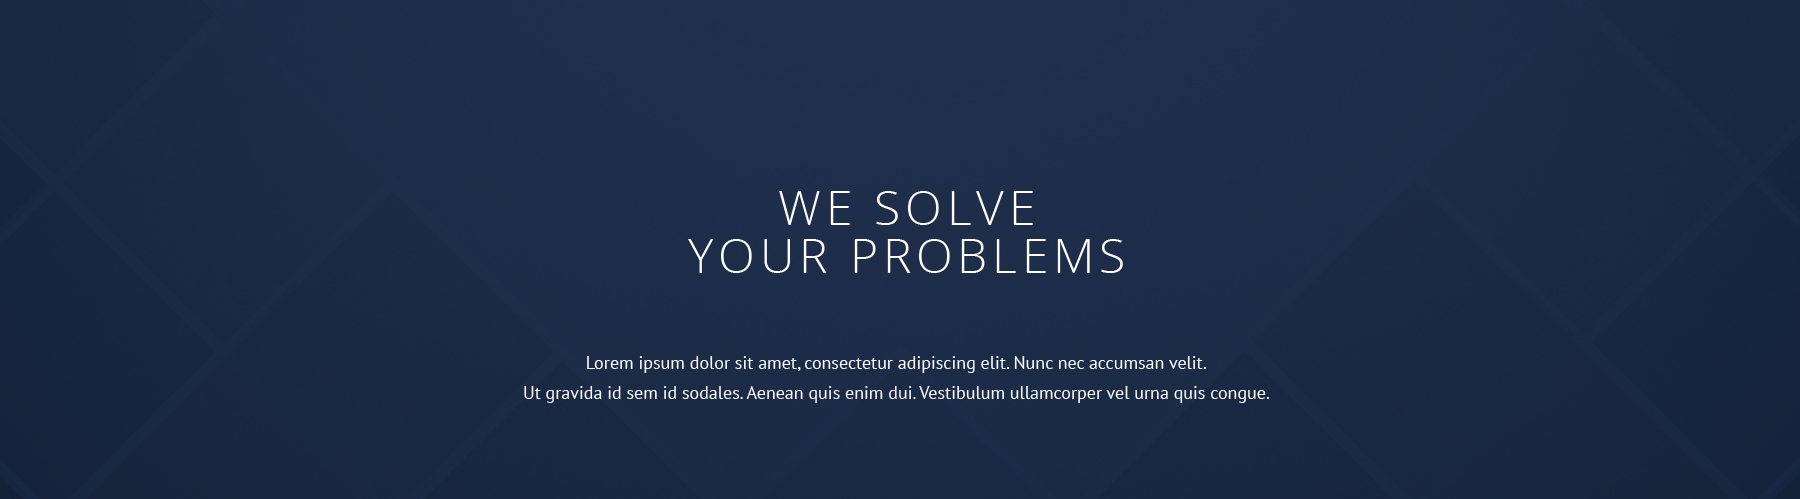 WE SOLVE
YOUR PROBLEMS
Lorem ipsum dolor sit amet, consectetur adipiscing elit. Nunc nec accumsan velit.
Ut gravida id sem id sodales. Aenean quis enim dui. Vestibulum ullamcorper vel urna quis congue.